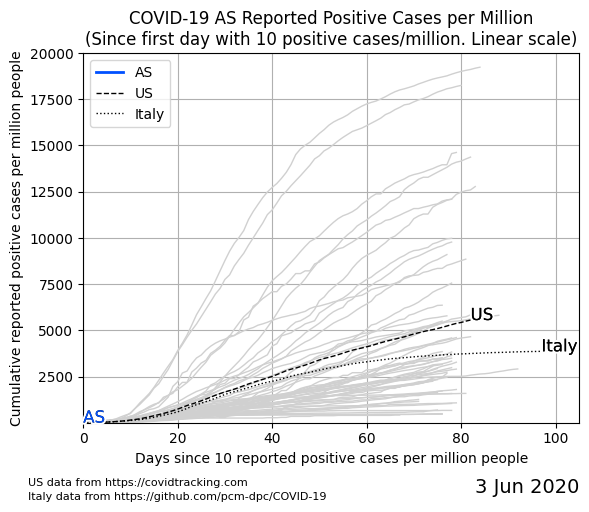 COVID-19 AS Reported Positive Cases per Million
(Since first day with 10 positive cases/million. Linear scale)
Cumulative reported positive cases per million people
20000
17500
15000
12500
10000
7500
5000
2500
AS
US
Italy
US
Italy
AS
0 20 40 60 80 100
Days since 10 reported positive cases per million people
US data from https://covidtracking.com
Italy data from https://github.com/pcm-dpc/COVID-19
3 Jun 2020